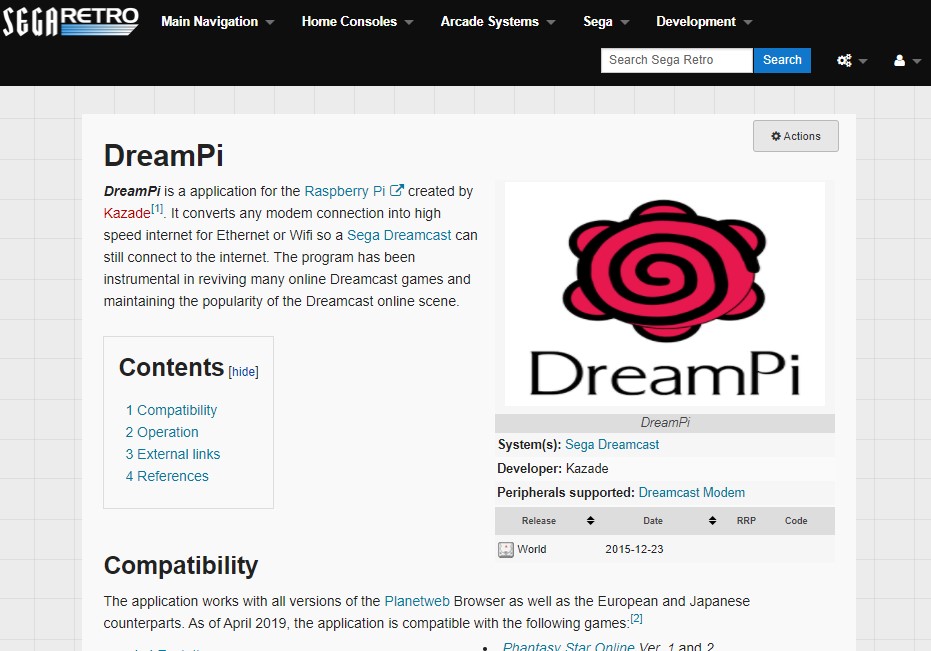 SEGA RETRO
Main Navigation Home Consoles Arcade Systems Sega Development
Search Sega Retro Search
Actions
DreamPi
DreamPi is a application for the Raspberry Pi created by
Kazade[1]. It converts any modem connection into high
speed internet for Ethernet or Wifi so a Sega Dreamcast can
still connect to the internet. The program has been
instrumental in reviving many online Dreamcast games and
maintaining the popularity of the Dreamcast online scene.
Contents [hide]
1 Compatibility
2 Operation
3 External links
4 References
DreamPi
DreamPi
System(s): Sega Dreamcast
Developer: Kazade
Peripherals supported: Dreamcast Modem
Release Date RRP Code
World 2015-12-23
Compatibility
The application works with all versions of the Planetweb Browser as well as the European and Japanese
counterparts. As of April 2019, the application is compatible with the following games:[2]
Phantasy Star Online Ver. 1 and 2